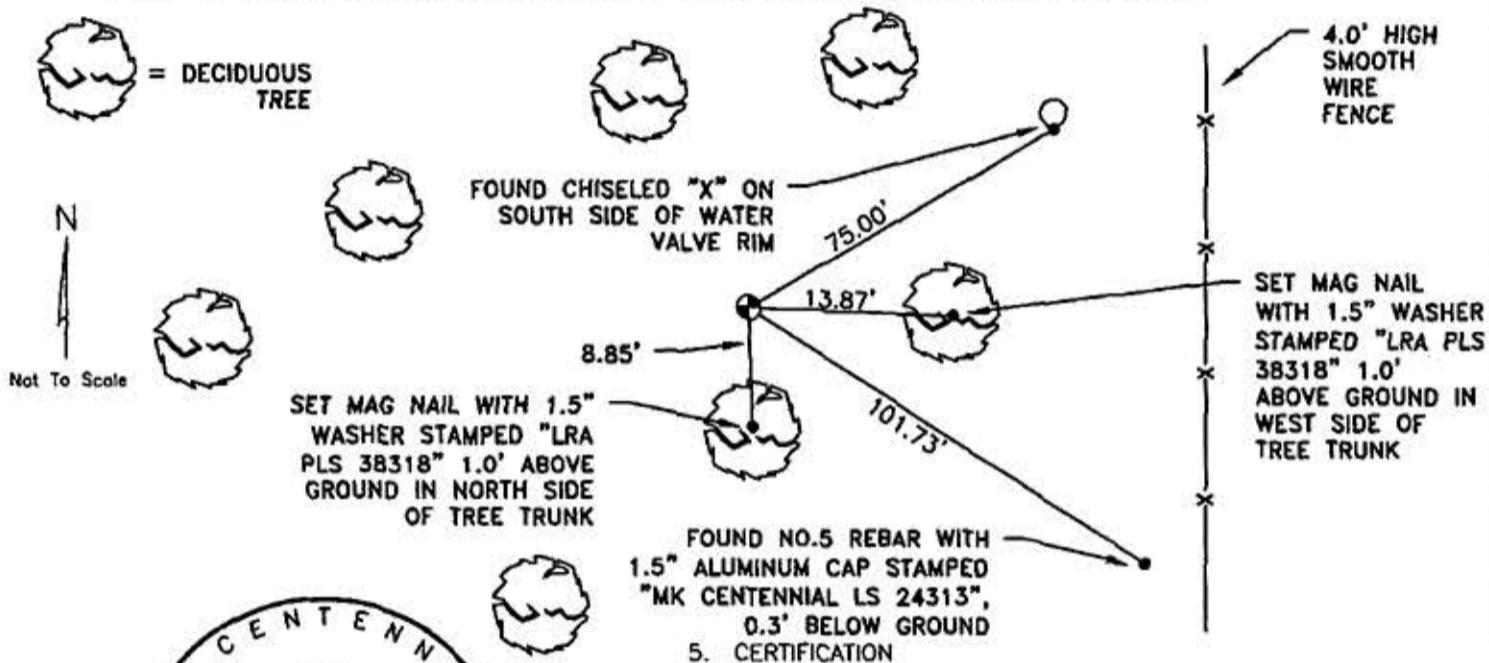 = DECIDUOUS
TREE
4.0' HIGH
SMOOTH
WIRE
FENCE
FOUND CHISELED "X" ON
SOUTH SIDE OF WATER
VALVE RIM
75.00'
N
Not To Scale
13.87'
8.85'
SET MAG NAIL
WITH 1.5" WASHER
STAMPED "LRA PLS
38318" 1.0'
ABOVE GROUND IN
WEST SIDE OF
TREE TRUNK
SET MAG NAIL WITH 1.5"
WASHER STAMPED "LRA
PLS 38318" 1.0' ABOVE
GROUND IN NORTH SIDE
OF TREE TRUNK
101.73'
FOUND NO.5 REBAR WITH
1.5" ALUMINUM CAP STAMPED
"MK CENTENNIAL LS 24313",
0.3' BELOW GROUND
5. CERTIFICATION
CENTENN